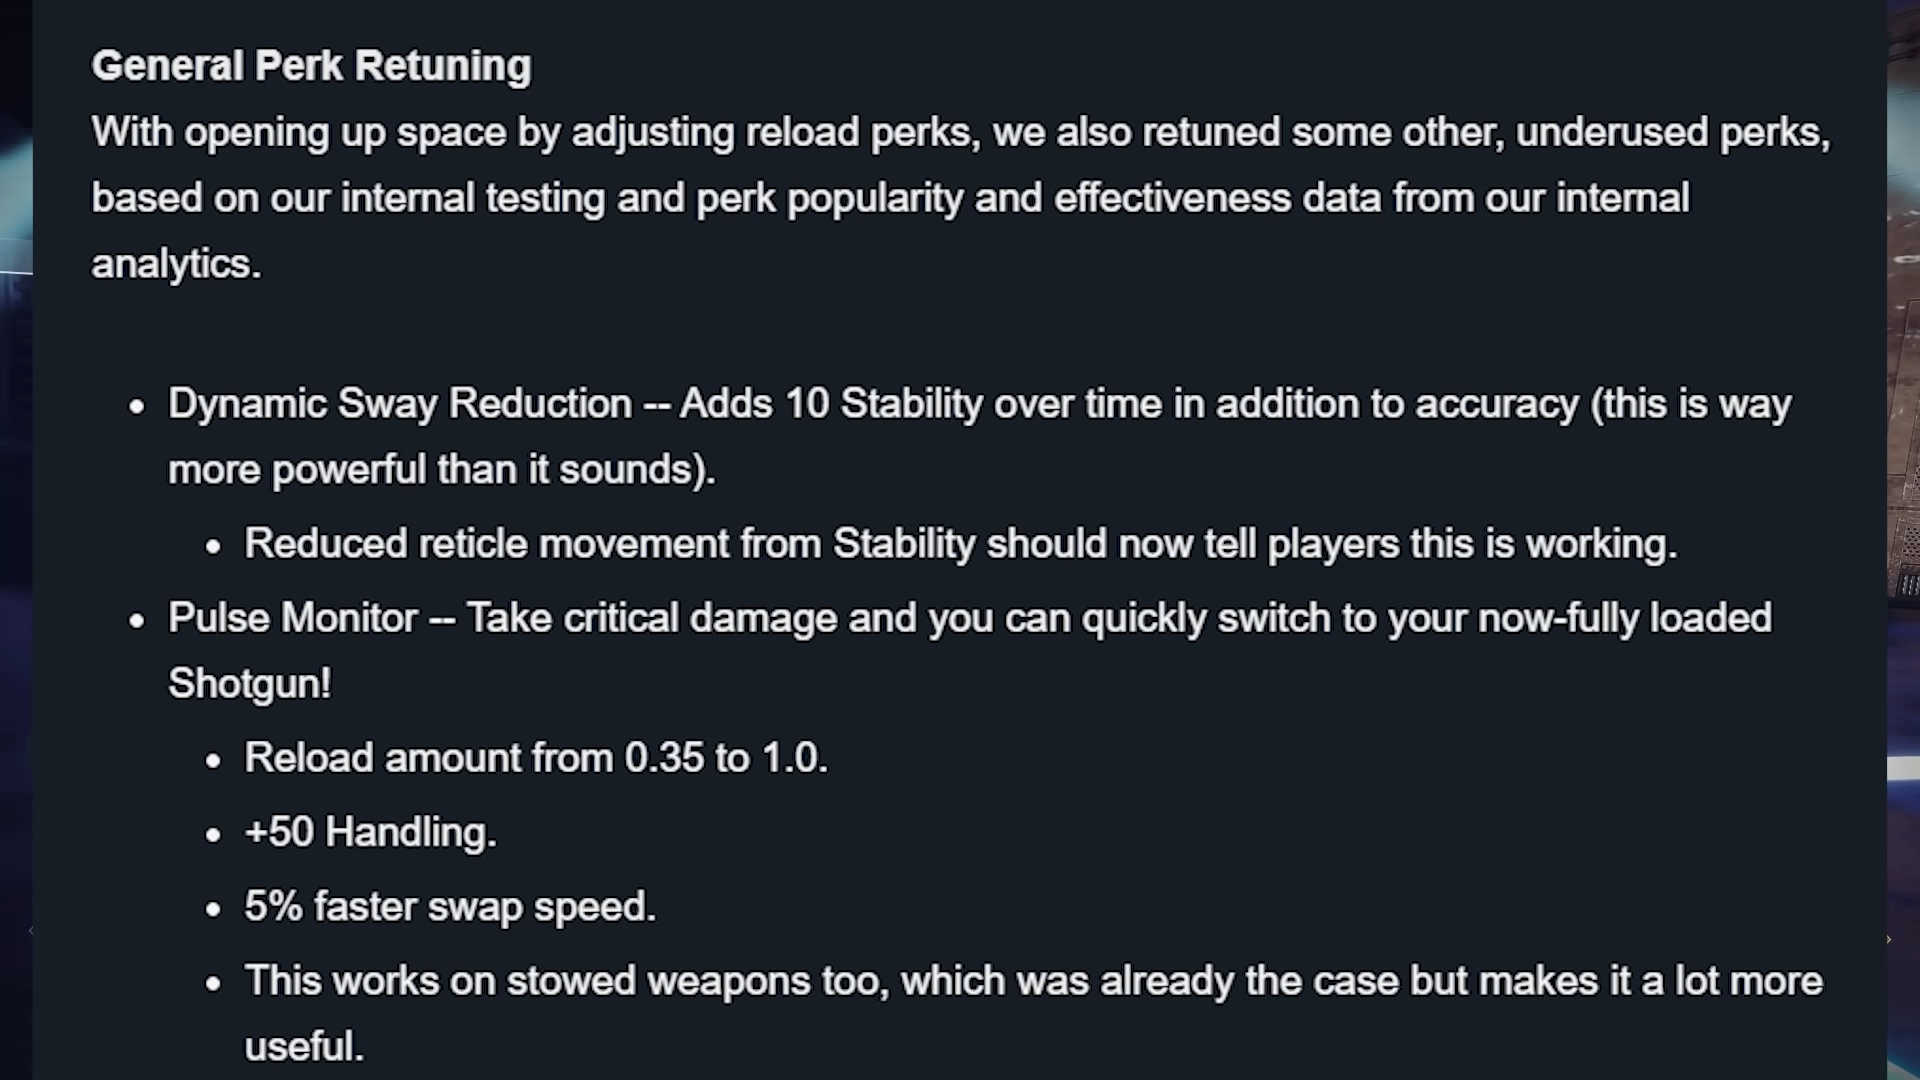 General Perk Retuning
With opening up space by adjusting reload perks, we also retuned some other, underused perks,
based on our internal testing and perk popularity and effectiveness data from our internal
analytics.
• Dynamic Sway Reduction -- Adds 10 Stability over time in addition to accuracy (this is way
more powerful than it sounds).
• Reduced reticle movement from Stability should now tell players this is working.
• Pulse Monitor -- Take critical damage and you can quickly switch to your now-fully loaded
Shotgun!
• Reload amount from 0.35 to 1.0.
• +50 Handling.
• 5% faster swap speed.
• This works on stowed weapons too, which was already the case but makes it a lot more
useful.